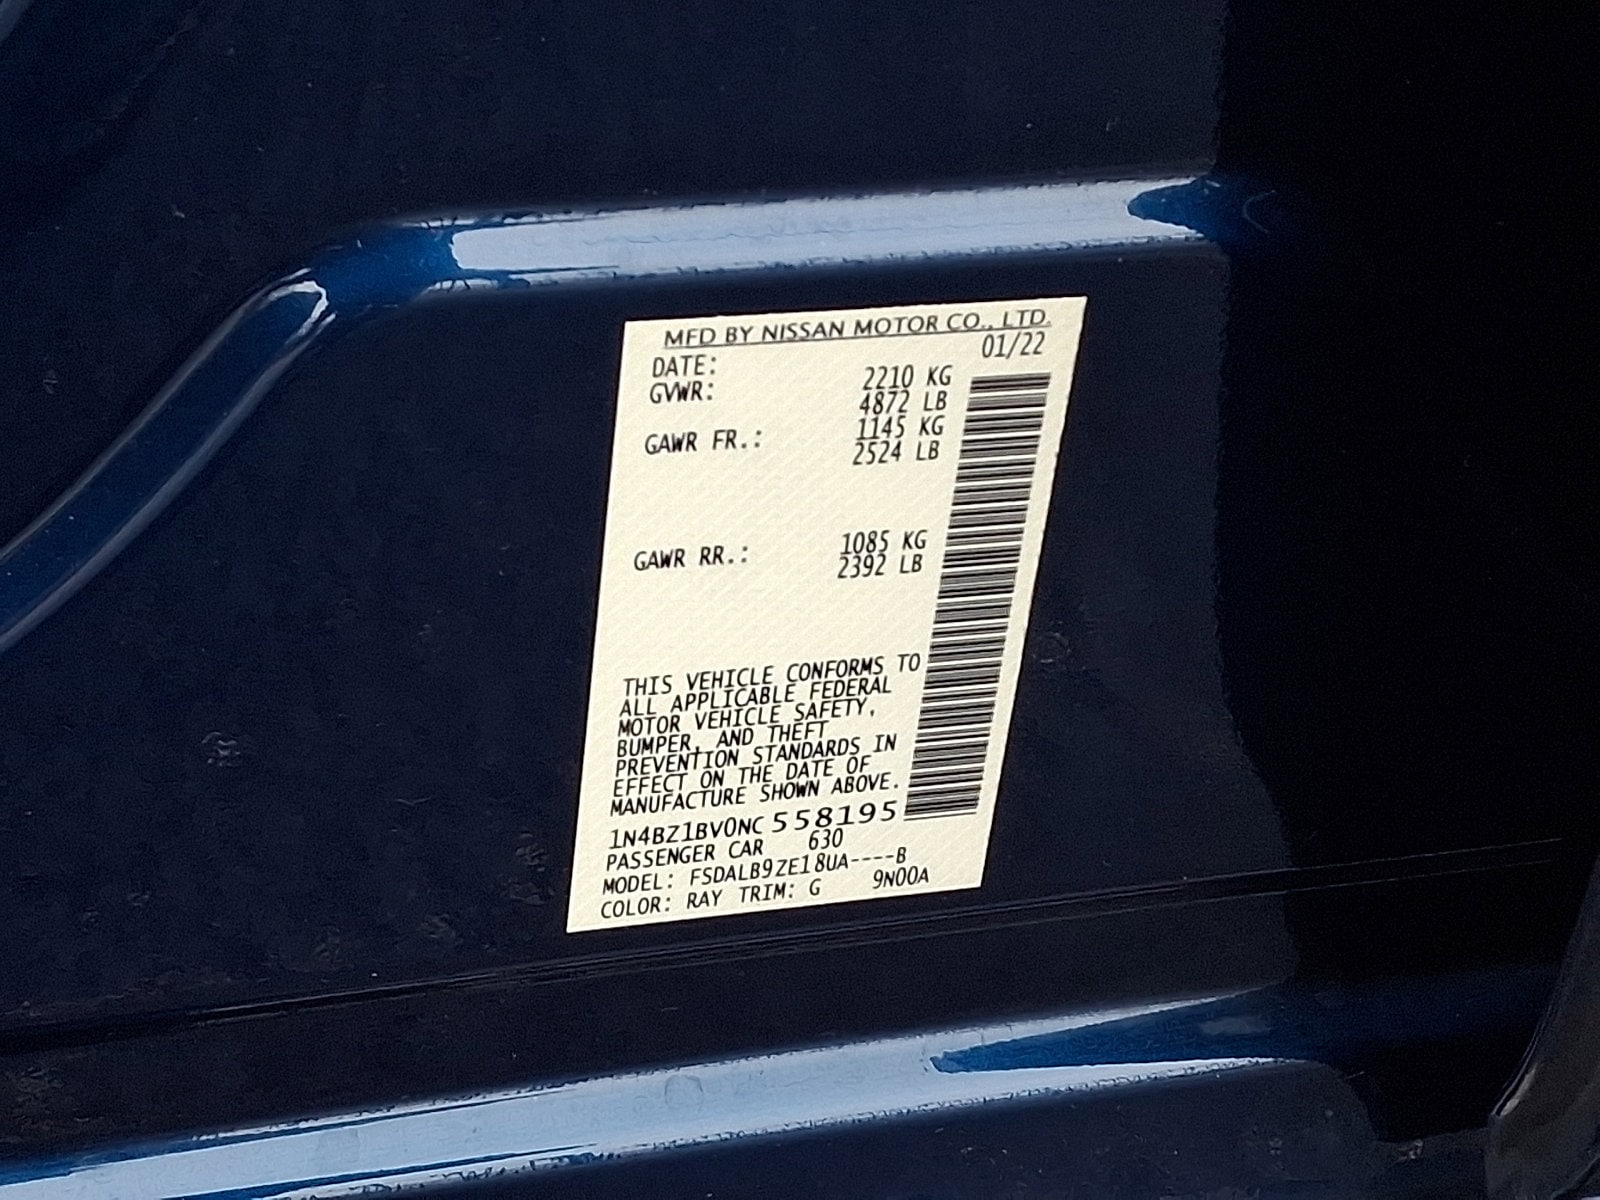 MFD BY NISSAN MOTOR CO., LTD.
DATE: 01/22
GVWR: 2210 KG
4872 LB
GAWR FR.: 1145 KG
2524 LB
GAWR RR.: 1085 KG
2392 LB
THIS VEHICLE CONFORMS TO
ALL APPLICABLE FEDERAL
MOTOR VEHICLE SAFETY,
BUMPER, AND THEFT
PREVENTION STANDARDS IN
EFFECT ON THE DATE OF
MANUFACTURE SHOWN ABOVE.
1N4BZ1BV0NC 558195
PASSENGER CAR 630
MODEL: FSDALB9ZE18UA----B
COLOR: RAY TRIM: G 9N00A